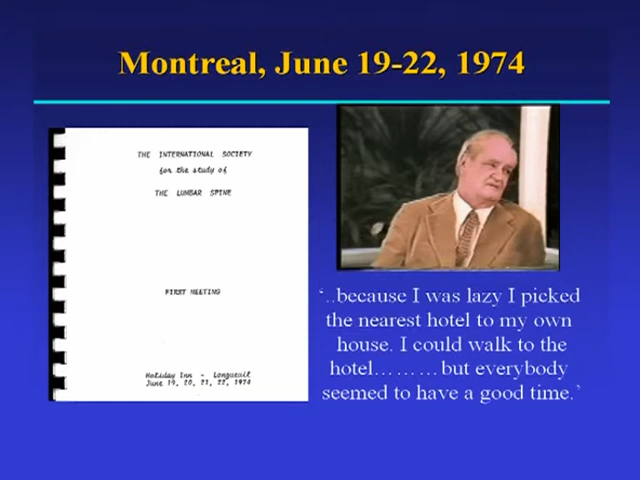 Montreal, June 19-22, 1974
THE INTERNATIONAL SOCIETY
for the study of
THE LUMBAR SPINE
FIRST MEETING
Holiday Inn - Longueuil
June 19, 20, 21, 22, 1974
‘..because I was lazy I picked
the nearest hotel to my own
house. I could walk to the
hotel………but everybody
seemed to have a good time.’